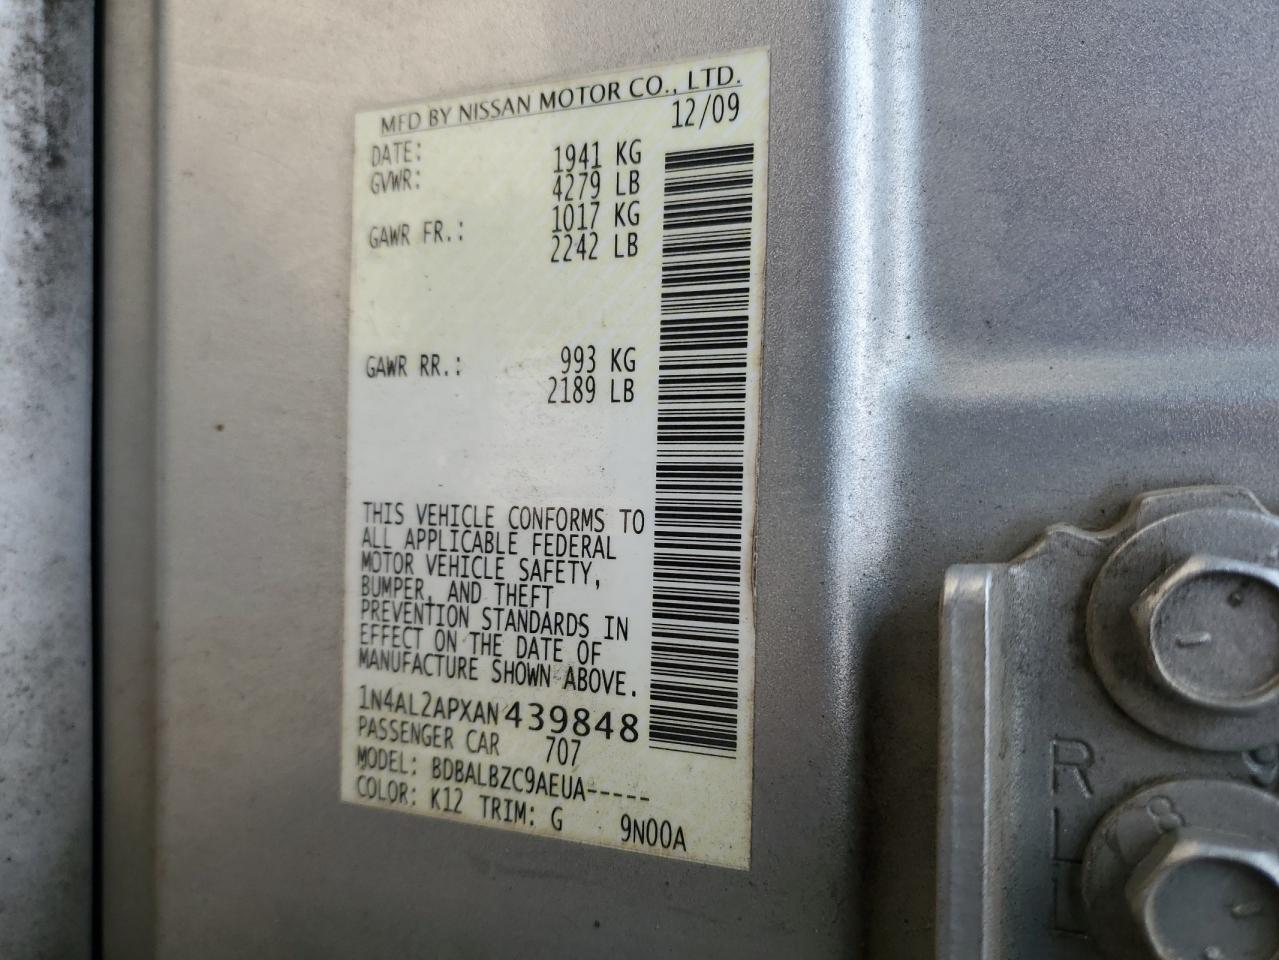 MFD BY NISSAN MOTOR CO., LTD.
DATE: 12/09
GVWR: 1941 KG
4279 LB
GAWR FR.: 1017 KG
2242 LB
GAWR RR.: 993 KG
2189 LB
THIS VEHICLE CONFORMS TO
ALL APPLICABLE FEDERAL
MOTOR VEHICLE SAFETY,
BUMPER, AND THEFT
PREVENTION STANDARDS IN
EFFECT ON THE DATE OF
MANUFACTURE SHOWN ABOVE.
1N4AL2APXAN439848
PASSENGER CAR 707
MODEL: BDBALBZC9AEUA-----
COLOR: K12 TRIM: G 9N00A
R
L
8